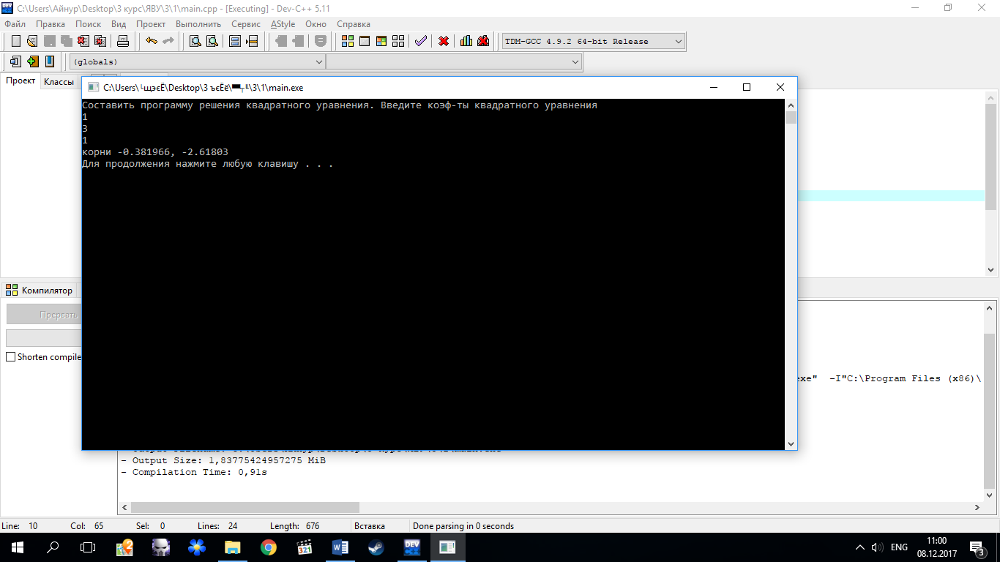 C:\Users\Айнур\Desktop\3 курс\ЯВУ\3\1\main.cpp - [Executing] - Dev-C++ 5.11
Файл Правка Поиск Вид Проект Выполнить Сервис AStyle Окно Справка
TDM-GCC 4.9.2 64-bit Release
(globals)
Проект Классы
C:\Users\└щэєЁ\Desktop\3 ъєЁё\▀┬╙\3\1\main.exe
Составить программу решения квадратного уравнения. Введите коэф-ты квадратного уравнения
1
3
1
корни -0.381966, -2.61803
Для продолжения нажмите любую клавишу . . .
Компилятор
Прервать
Shorten compile
exe" -I"C:\Program Files (x86)\
- Output Size: 1,83775424957275 MiB
- Compilation Time: 0,91s
Line: 10 Col: 65 Sel: 0 Lines: 24 Length: 676 Вставка Done parsing in 0 seconds
321
DEV
ENG
11:00
08.12.2017
3